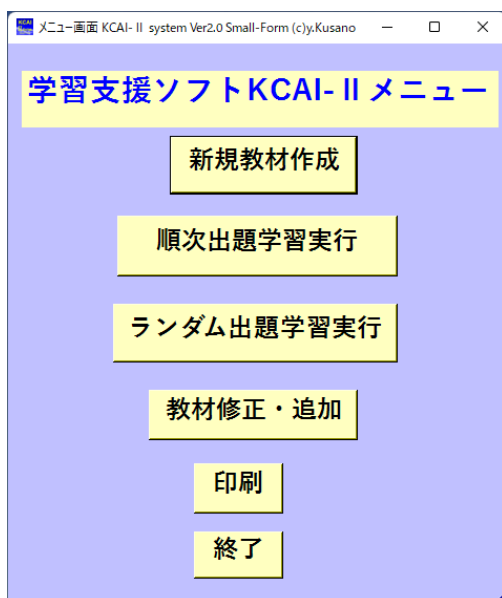 KCAI
メニュー画面 KCAI-Ⅱ system Ver2.0 Small-Form (c)y.Kusano
学習支援ソフトKCAI-Ⅱメニュー
新規教材作成
順次出題学習実行
ランダム出題学習実行
教材修正・追加
印刷
終了